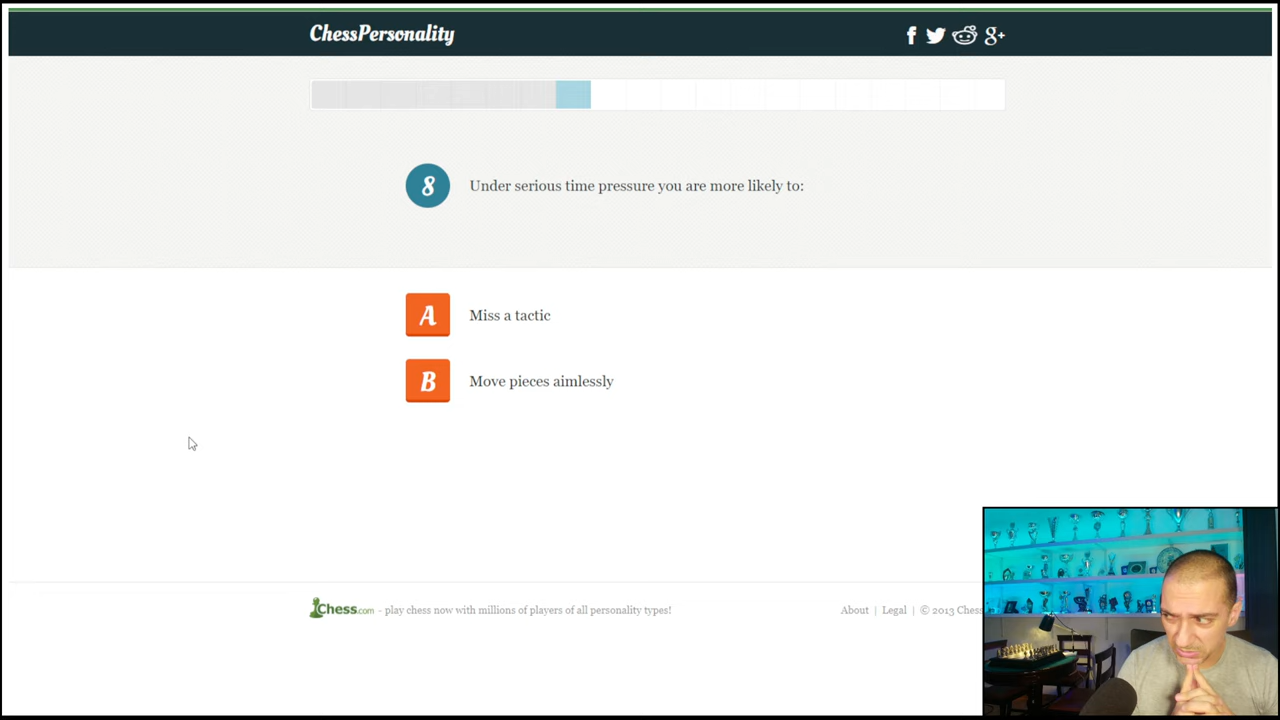 ChessPersonality
8 Under serious time pressure you are more likely to:
A Miss a tactic
B Move pieces aimlessly
Chess.com - play chess now with millions of players of all personality types!
About | Legal | © 2013 Chess